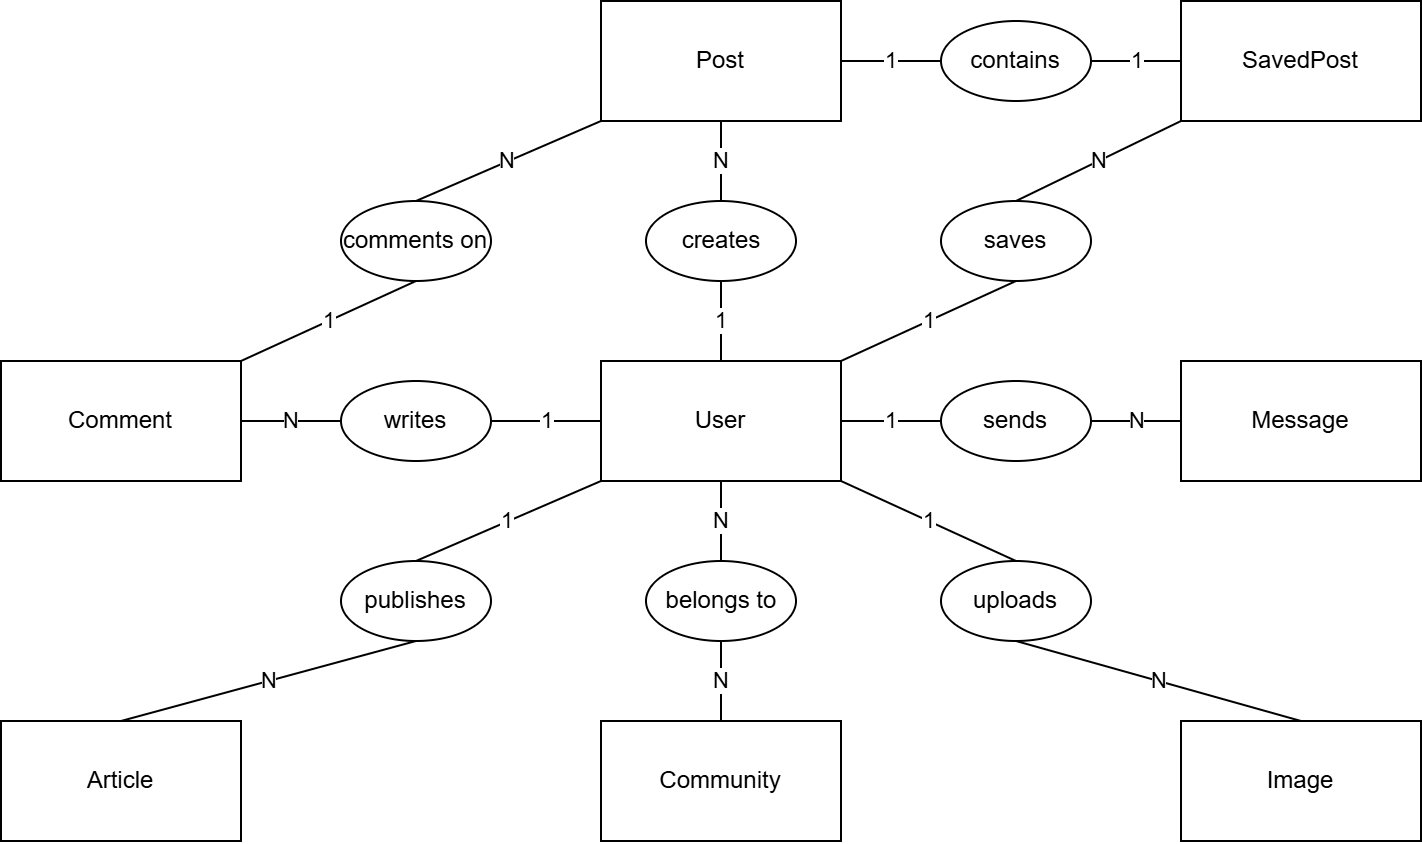 Post
1
contains
1
SavedPost
N
N
N
comments on
creates
saves
1
1
1
Comment
N
writes
1
User
1
sends
N
Message
1
N
1
publishes
belongs to
uploads
N
N
N
Article
Community
Image